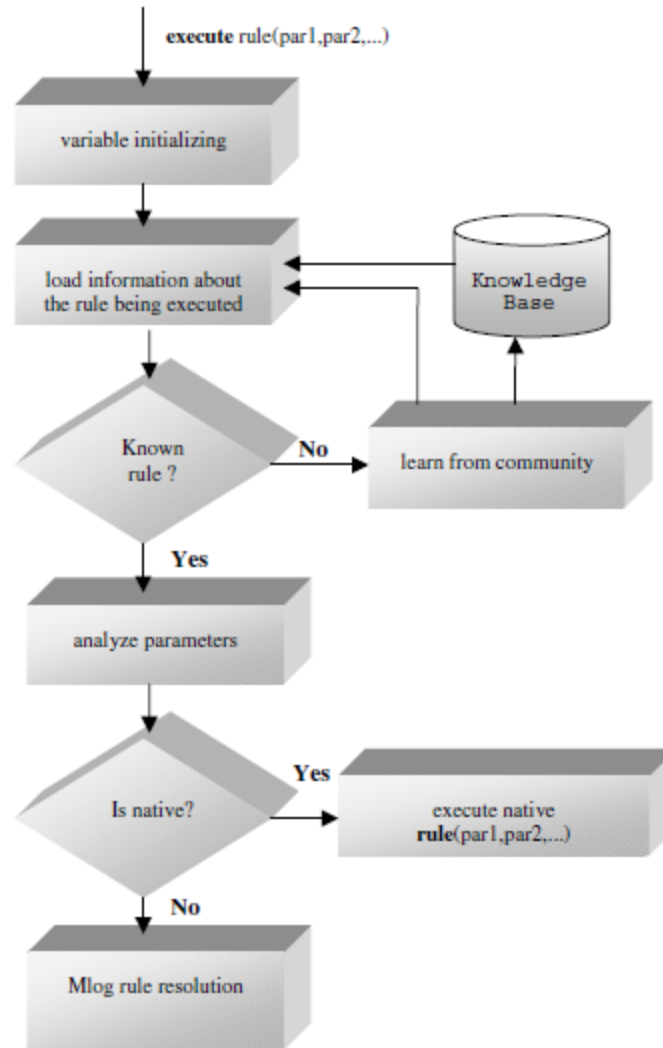 execute rule(par1,par2,...)
variable initializing
load information about
the rule being executed
Knowledge
Base
Known
rule ?
No
learn from community
Yes
analyze parameters
Is native?
Yes
execute native
rule(par1,par2,...)
No
Mlog rule resolution